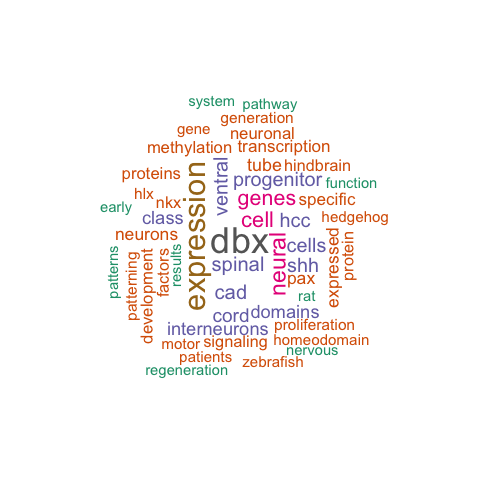 system
pathway
generation
gene
neuronal
methylation
transcription
tube
hindbrain
proteins
ventral
progenitor
function
hlx
nkx
expression
genes
specific
early
class
cell
hcc
hedgehog
neurons
dbx
neural
cells
expressed
protein
patterns
patterning
development
factors
results
spinal
shh
pax
cad
rat
cord
domains
interneurons
proliferation
motor
signaling
homeodomain
patients
nervous
zebrafish
regeneration